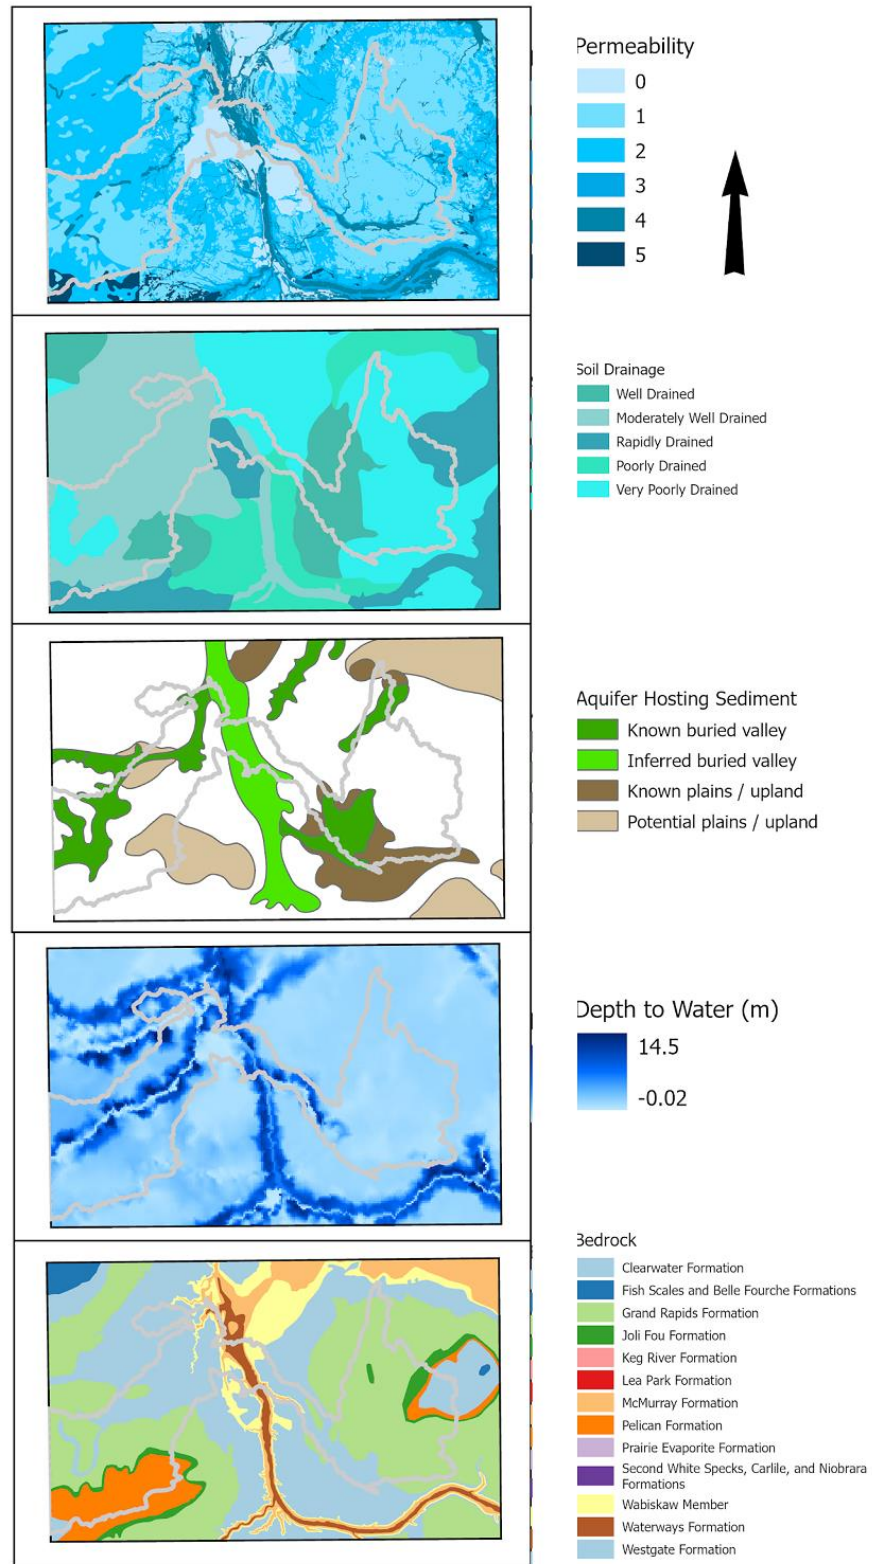 Permeability
0
1
2
3
4
5
Soil Drainage
Well Drained
Moderately Well Drained
Rapidly Drained
Poorly Drained
Very Poorly Drained
Aquifer Hosting Sediment
Known buried valley
Inferred buried valley
Known plains / upland
Potential plains / upland
Depth to Water (m)
14.5
-0.02
Bedrock
Clearwater Formation
Fish Scales and Belle Fourche Formations
Grand Rapids Formation
Joli Fou Formation
Keg River Formation
Lea Park Formation
McMurray Formation
Pelican Formation
Prairie Evaporite Formation
Second White Specks, Carlile, and Niobrara
Formations
Wabiskaw Member
Waterways Formation
Westgate Formation